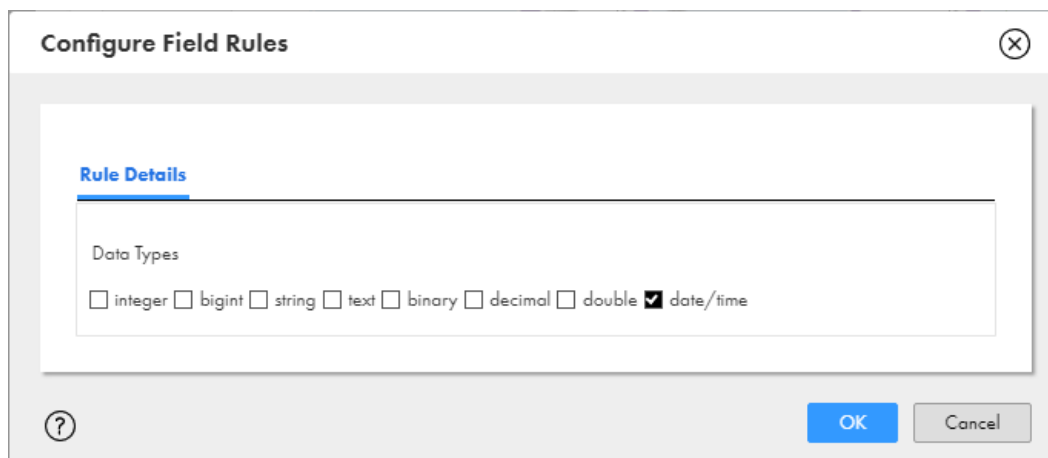 Configure Field Rules
Rule Details
Data Types
integer bigint string text binary decimal double date/time
?
OK Cancel